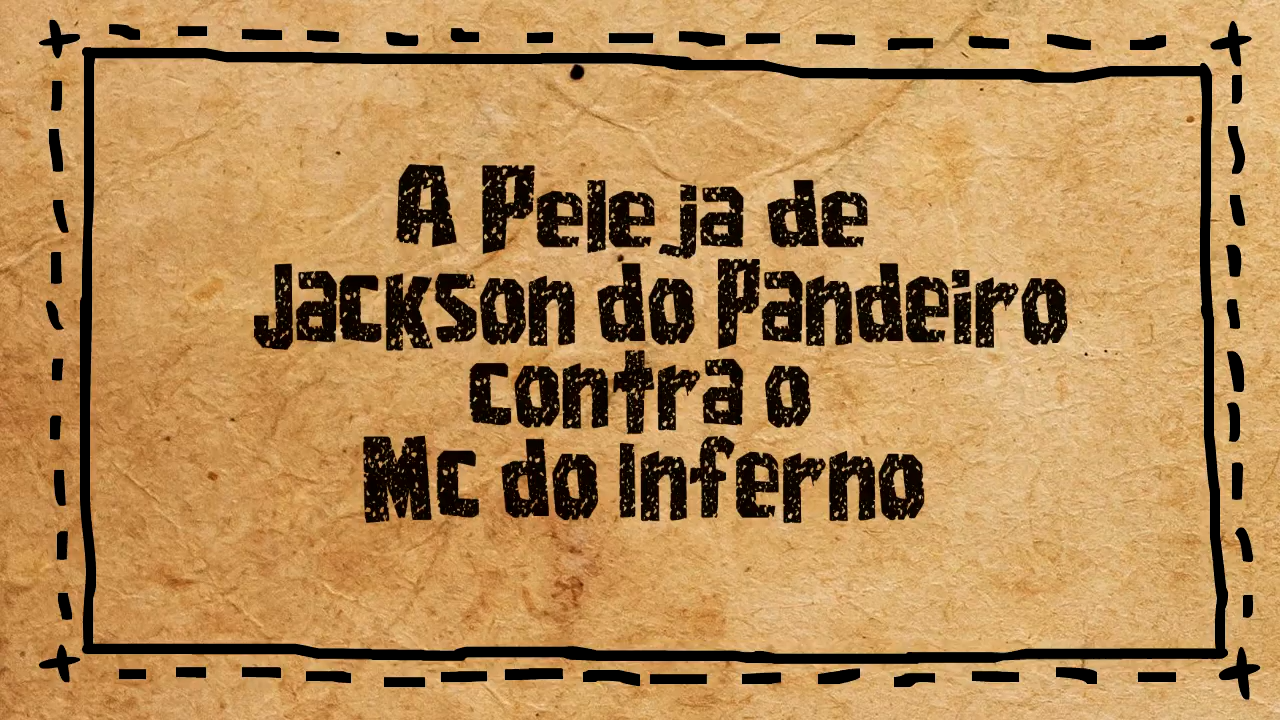 A Peleja de
Jackson do Pandeiro
contra o
Mc do Inferno